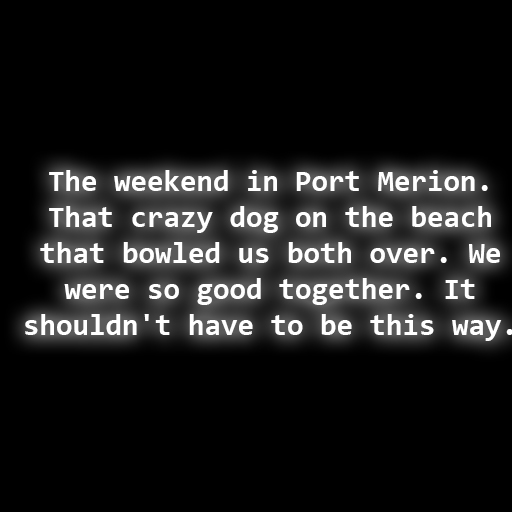 The weekend in Port Merion.
That crazy dog on the beach
that bowled us both over. We
were so good together. It
shouldn't have to be this way.